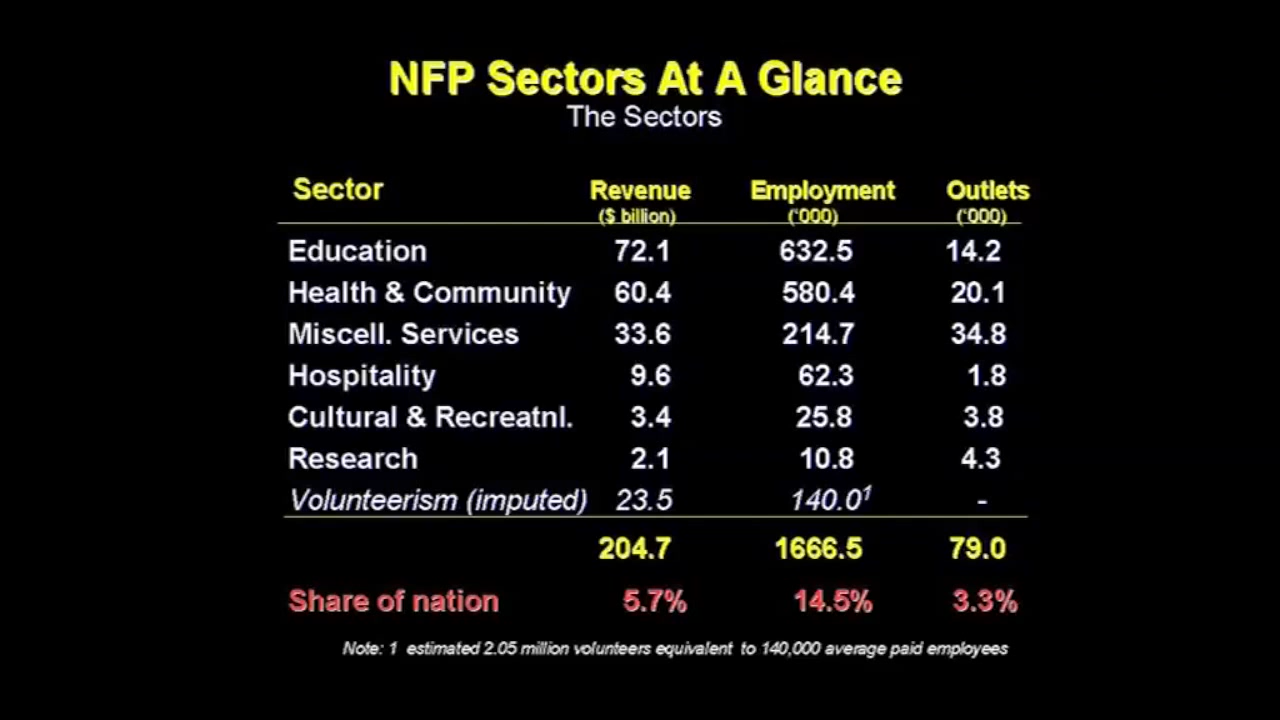 NFP Sectors At A Glance
The Sectors
Sector Revenue Employment Outlets
($ billion) ('000) ('000)
Education 72.1 632.5 14.2
Health & Community 60.4 580.4 20.1
Miscell. Services 33.6 214.7 34.8
Hospitality 9.6 62.3 1.8
Cultural & Recreatnl. 3.4 25.8 3.8
Research 2.1 10.8 4.3
Volunteerism (imputed) 23.5 140.0¹ -
204.7 1666.5 79.0
Share of nation 5.7% 14.5% 3.3%
Note: 1 estimated 2.05 million volunteers equivalent to 140,000 average paid employees